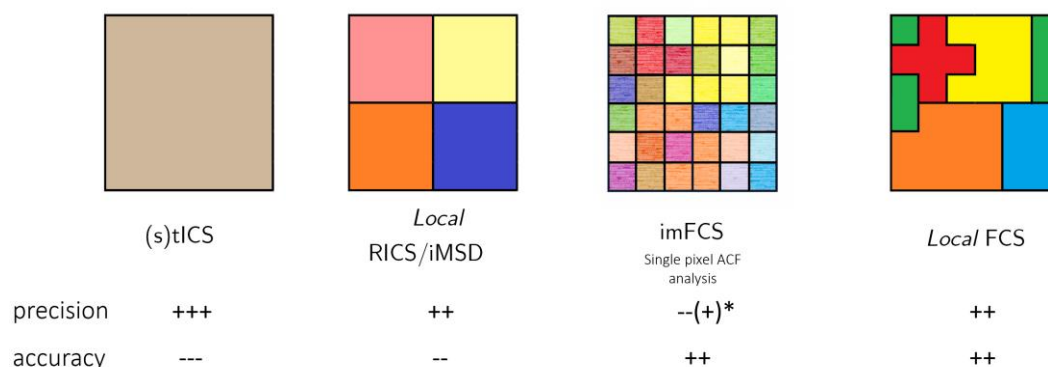 (s)tICS
Local
RICS/iMSD
imFCS
Single pixel ACF
analysis
Local FCS
precision +++ ++ --(+)* ++
accuracy --- -- ++ ++